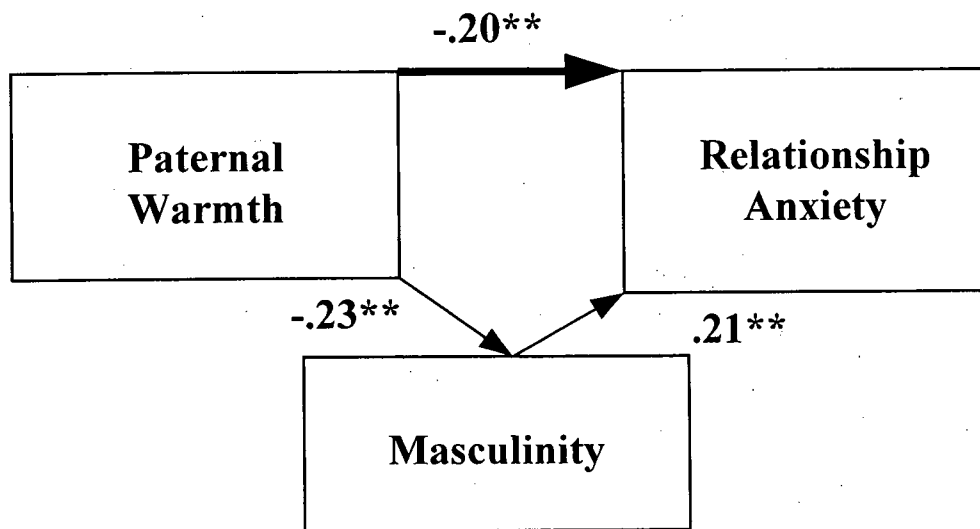 -.20**
Paternal
Warmth
Relationship
Anxiety
-.23**
.21**
Masculinity